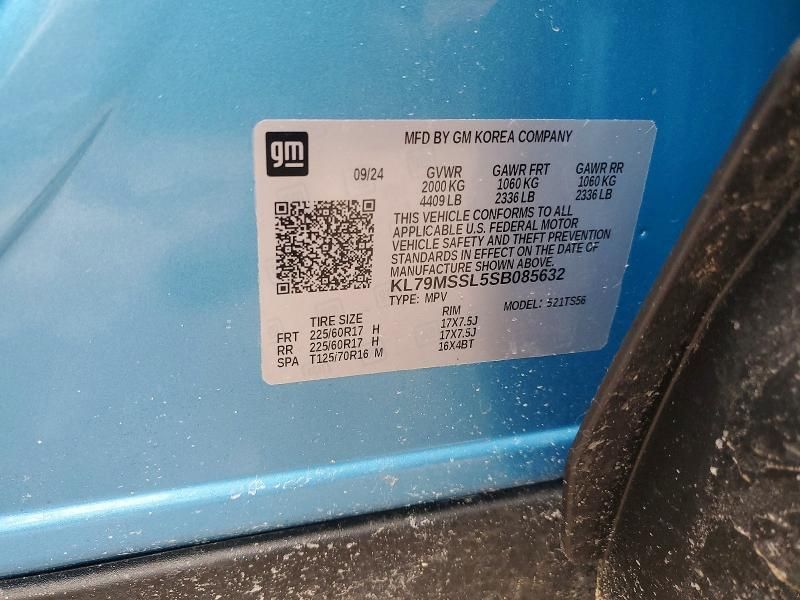 gm
MFD BY GM KOREA COMPANY
09/24 GVWR GAWR FRT GAWR RR
2000 KG 1060 KG 1060 KG
4409 LB 2336 LB 2336 LB
THIS VEHICLE CONFORMS TO ALL
APPLICABLE U.S. FEDERAL MOTOR
VEHICLE SAFETY AND THEFT PREVENTION
STANDARDS IN EFFECT ON THE DATE OF
MANUFACTURE SHOWN ABOVE.
KL79MSSL5SB085632
TYPE: MPV MODEL: 521TS56
TIRE SIZE RIM
FRT 225/60R17 H 17X7.5J
RR 225/60R17 H 17X7.5J
SPA T125/70R16 M 16X4BT